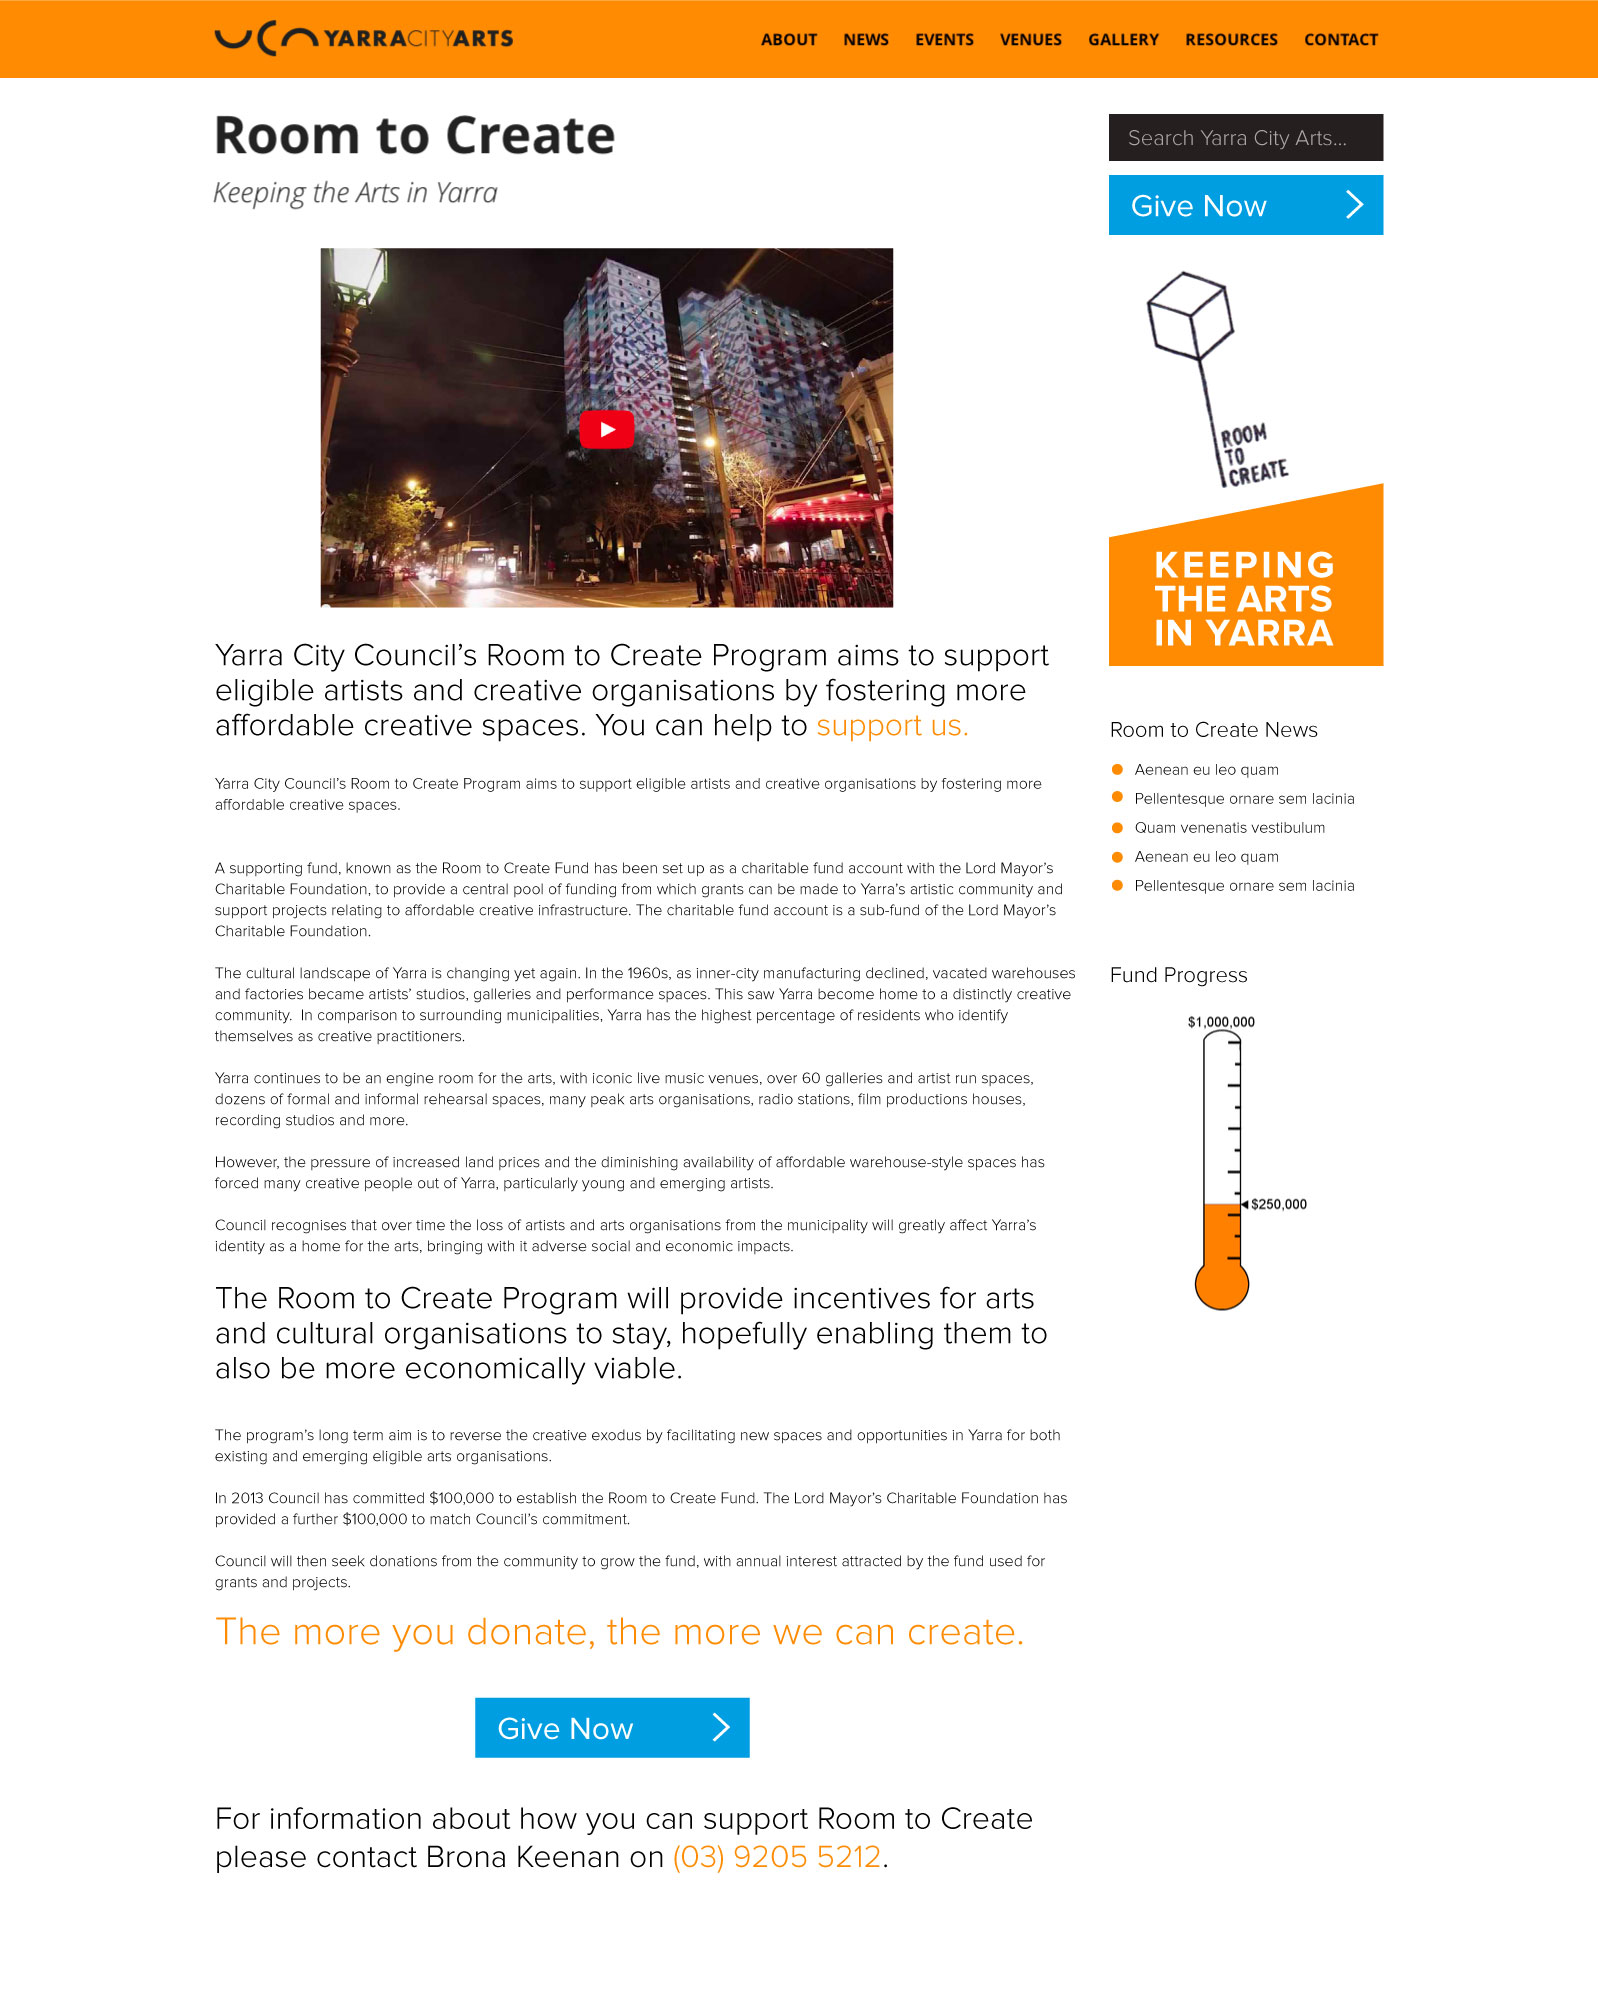 YARRACITYARTS
ABOUT NEWS EVENTS VENUES GALLERY RESOURCES CONTACT
Room to Create
Keeping the Arts in Yarra
Yarra City Council’s Room to Create Program aims to support
eligible artists and creative organisations by fostering more
affordable creative spaces. You can help to support us.
Yarra City Council’s Room to Create Program aims to support eligible artists and creative organisations by fostering more
affordable creative spaces.
A supporting fund, known as the Room to Create Fund has been set up as a charitable fund account with the Lord Mayor’s
Charitable Foundation, to provide a central pool of funding from which grants can be made to Yarra’s artistic community and
support projects relating to affordable creative infrastructure. The charitable fund account is a sub-fund of the Lord Mayor’s
Charitable Foundation.
The cultural landscape of Yarra is changing yet again. In the 1960s, as inner-city manufacturing declined, vacated warehouses
and factories became artists’ studios, galleries and performance spaces. This saw Yarra become home to a distinctly creative
community.  In comparison to surrounding municipalities, Yarra has the highest percentage of residents who identify
themselves as creative practitioners.
Yarra continues to be an engine room for the arts, with iconic live music venues, over 60 galleries and artist run spaces,
dozens of formal and informal rehearsal spaces, many peak arts organisations, radio stations, film productions houses,
recording studios and more.
However, the pressure of increased land prices and the diminishing availability of affordable warehouse-style spaces has
forced many creative people out of Yarra, particularly young and emerging artists.
Council recognises that over time the loss of artists and arts organisations from the municipality will greatly affect Yarra’s
identity as a home for the arts, bringing with it adverse social and economic impacts.
The Room to Create Program will provide incentives for arts
and cultural organisations to stay, hopefully enabling them to
also be more economically viable.
The program’s long term aim is to reverse the creative exodus by facilitating new spaces and opportunities in Yarra for both
existing and emerging eligible arts organisations.
In 2013 Council has committed $100,000 to establish the Room to Create Fund. The Lord Mayor’s Charitable Foundation has
provided a further $100,000 to match Council’s commitment.
Council will then seek donations from the community to grow the fund, with annual interest attracted by the fund used for
grants and projects.
The more you donate, the more we can create.
Give Now
For information about how you can support Room to Create
please contact Brona Keenan on (03) 9205 5212.
Search Yarra City Arts...
Give Now
ROOM
TO
CREATE
KEEPING
THE ARTS
IN YARRA
Room to Create News
Aenean eu leo quam
Pellentesque ornare sem lacinia
Quam venenatis vestibulum
Aenean eu leo quam
Pellentesque ornare sem lacinia
Fund Progress
$1,000,000
$250,000